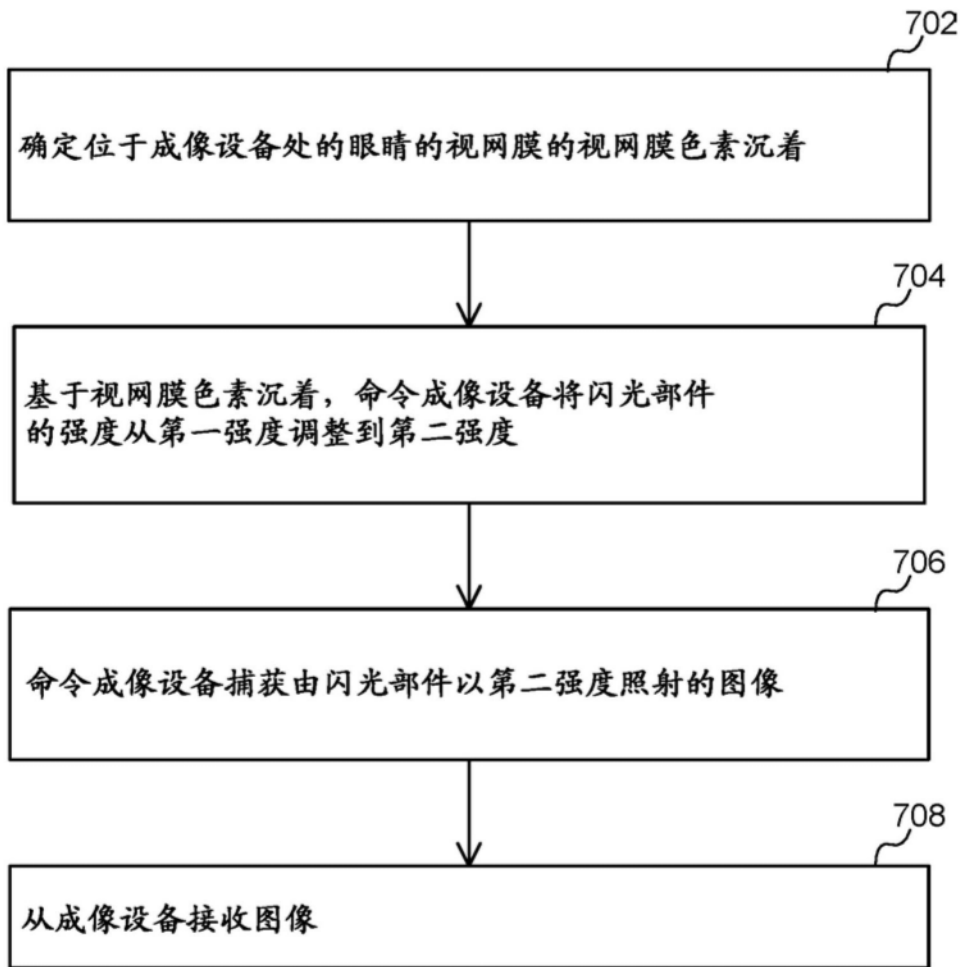 702
确定位于成像设备处的眼睛的视网膜的视网膜色素沉着
704
基于视网膜色素沉着，命令成像设备将闪光部件
的强度从第一强度调整到第二强度
706
命令成像设备捕获由闪光部件以第二强度照射的图像
708
从成像设备接收图像